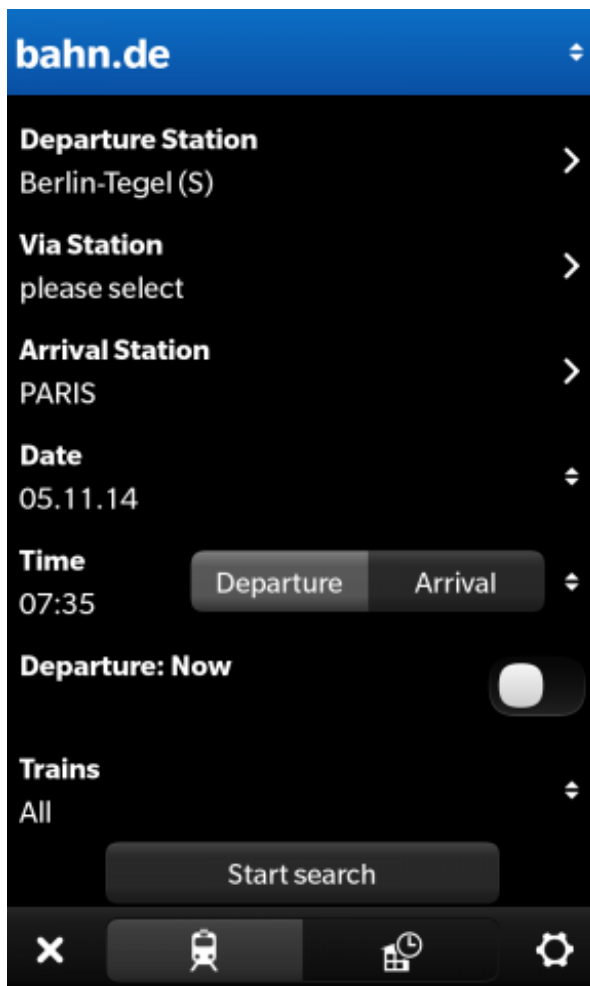 bahn.de
Departure Station
Berlin-Tegel (S)
Via Station
please select
Arrival Station
PARIS
Date
05.11.14
Time
07:35
Departure
Arrival
Departure: Now
Trains
All
Start search